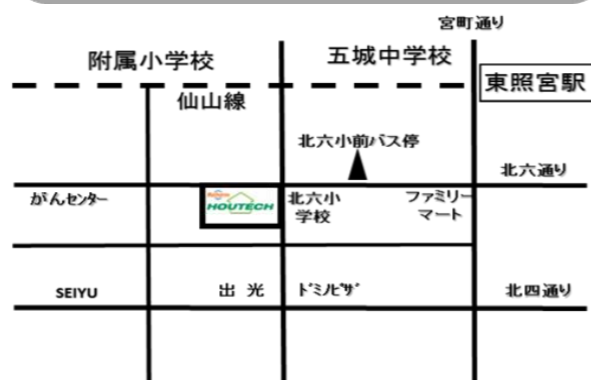 宮町通り
附属小学校
五城中学校
東照宮駅
仙山線
北六小前バス停
北六通り
がんセンター
HOUTECH
北六小
学校
ファミリー
マート
SEIYU
出 光
ドミノピザ
北四通り